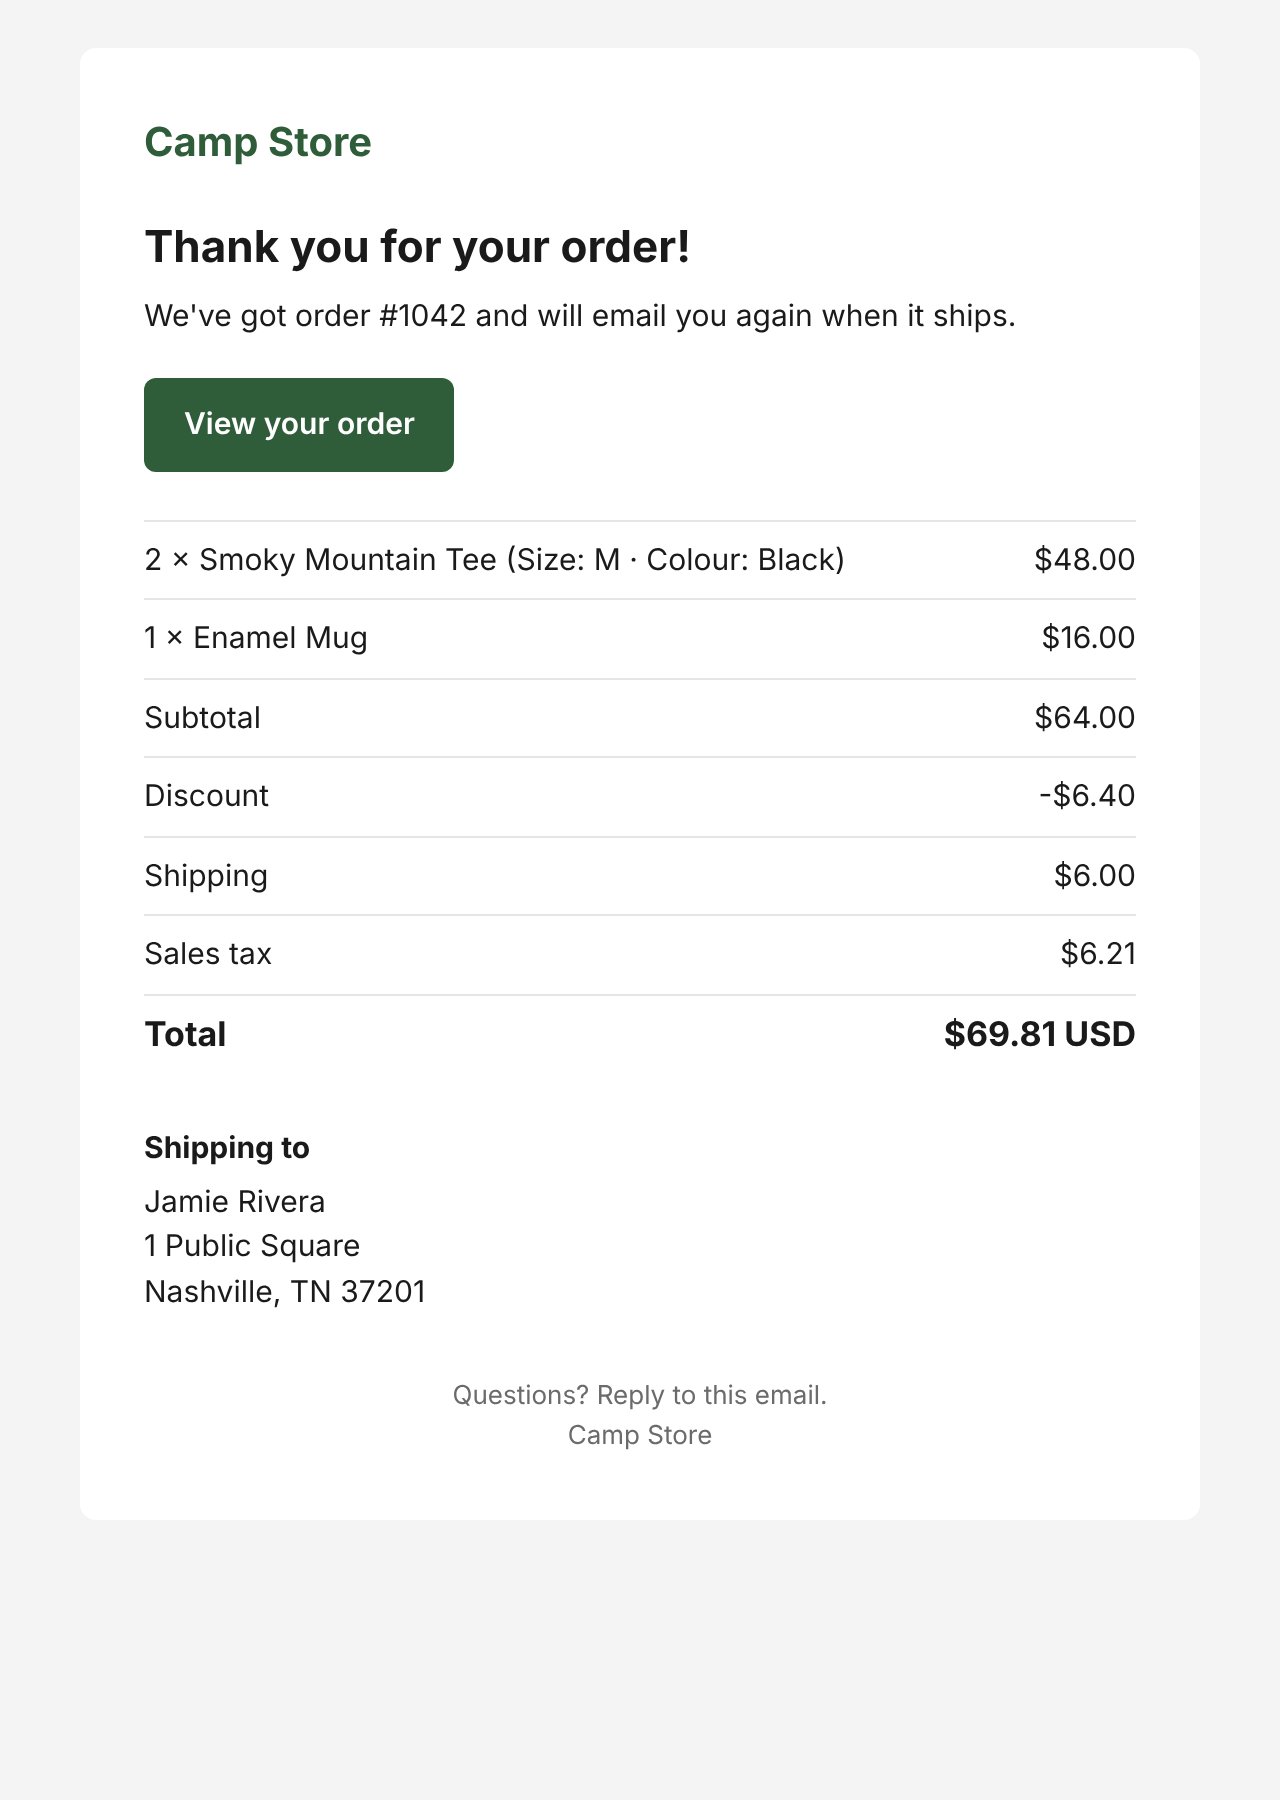 Camp Store
Thank you for your order!
We've got order #1042 and will email you again when it ships.
View your order
2 × Smoky Mountain Tee (Size: M · Colour: Black) $48.00
1 × Enamel Mug $16.00
Subtotal $64.00
Discount -$6.40
Shipping $6.00
Sales tax $6.21
Total $69.81 USD
Shipping to
Jamie Rivera
1 Public Square
Nashville, TN 37201
Questions? Reply to this email.
Camp Store